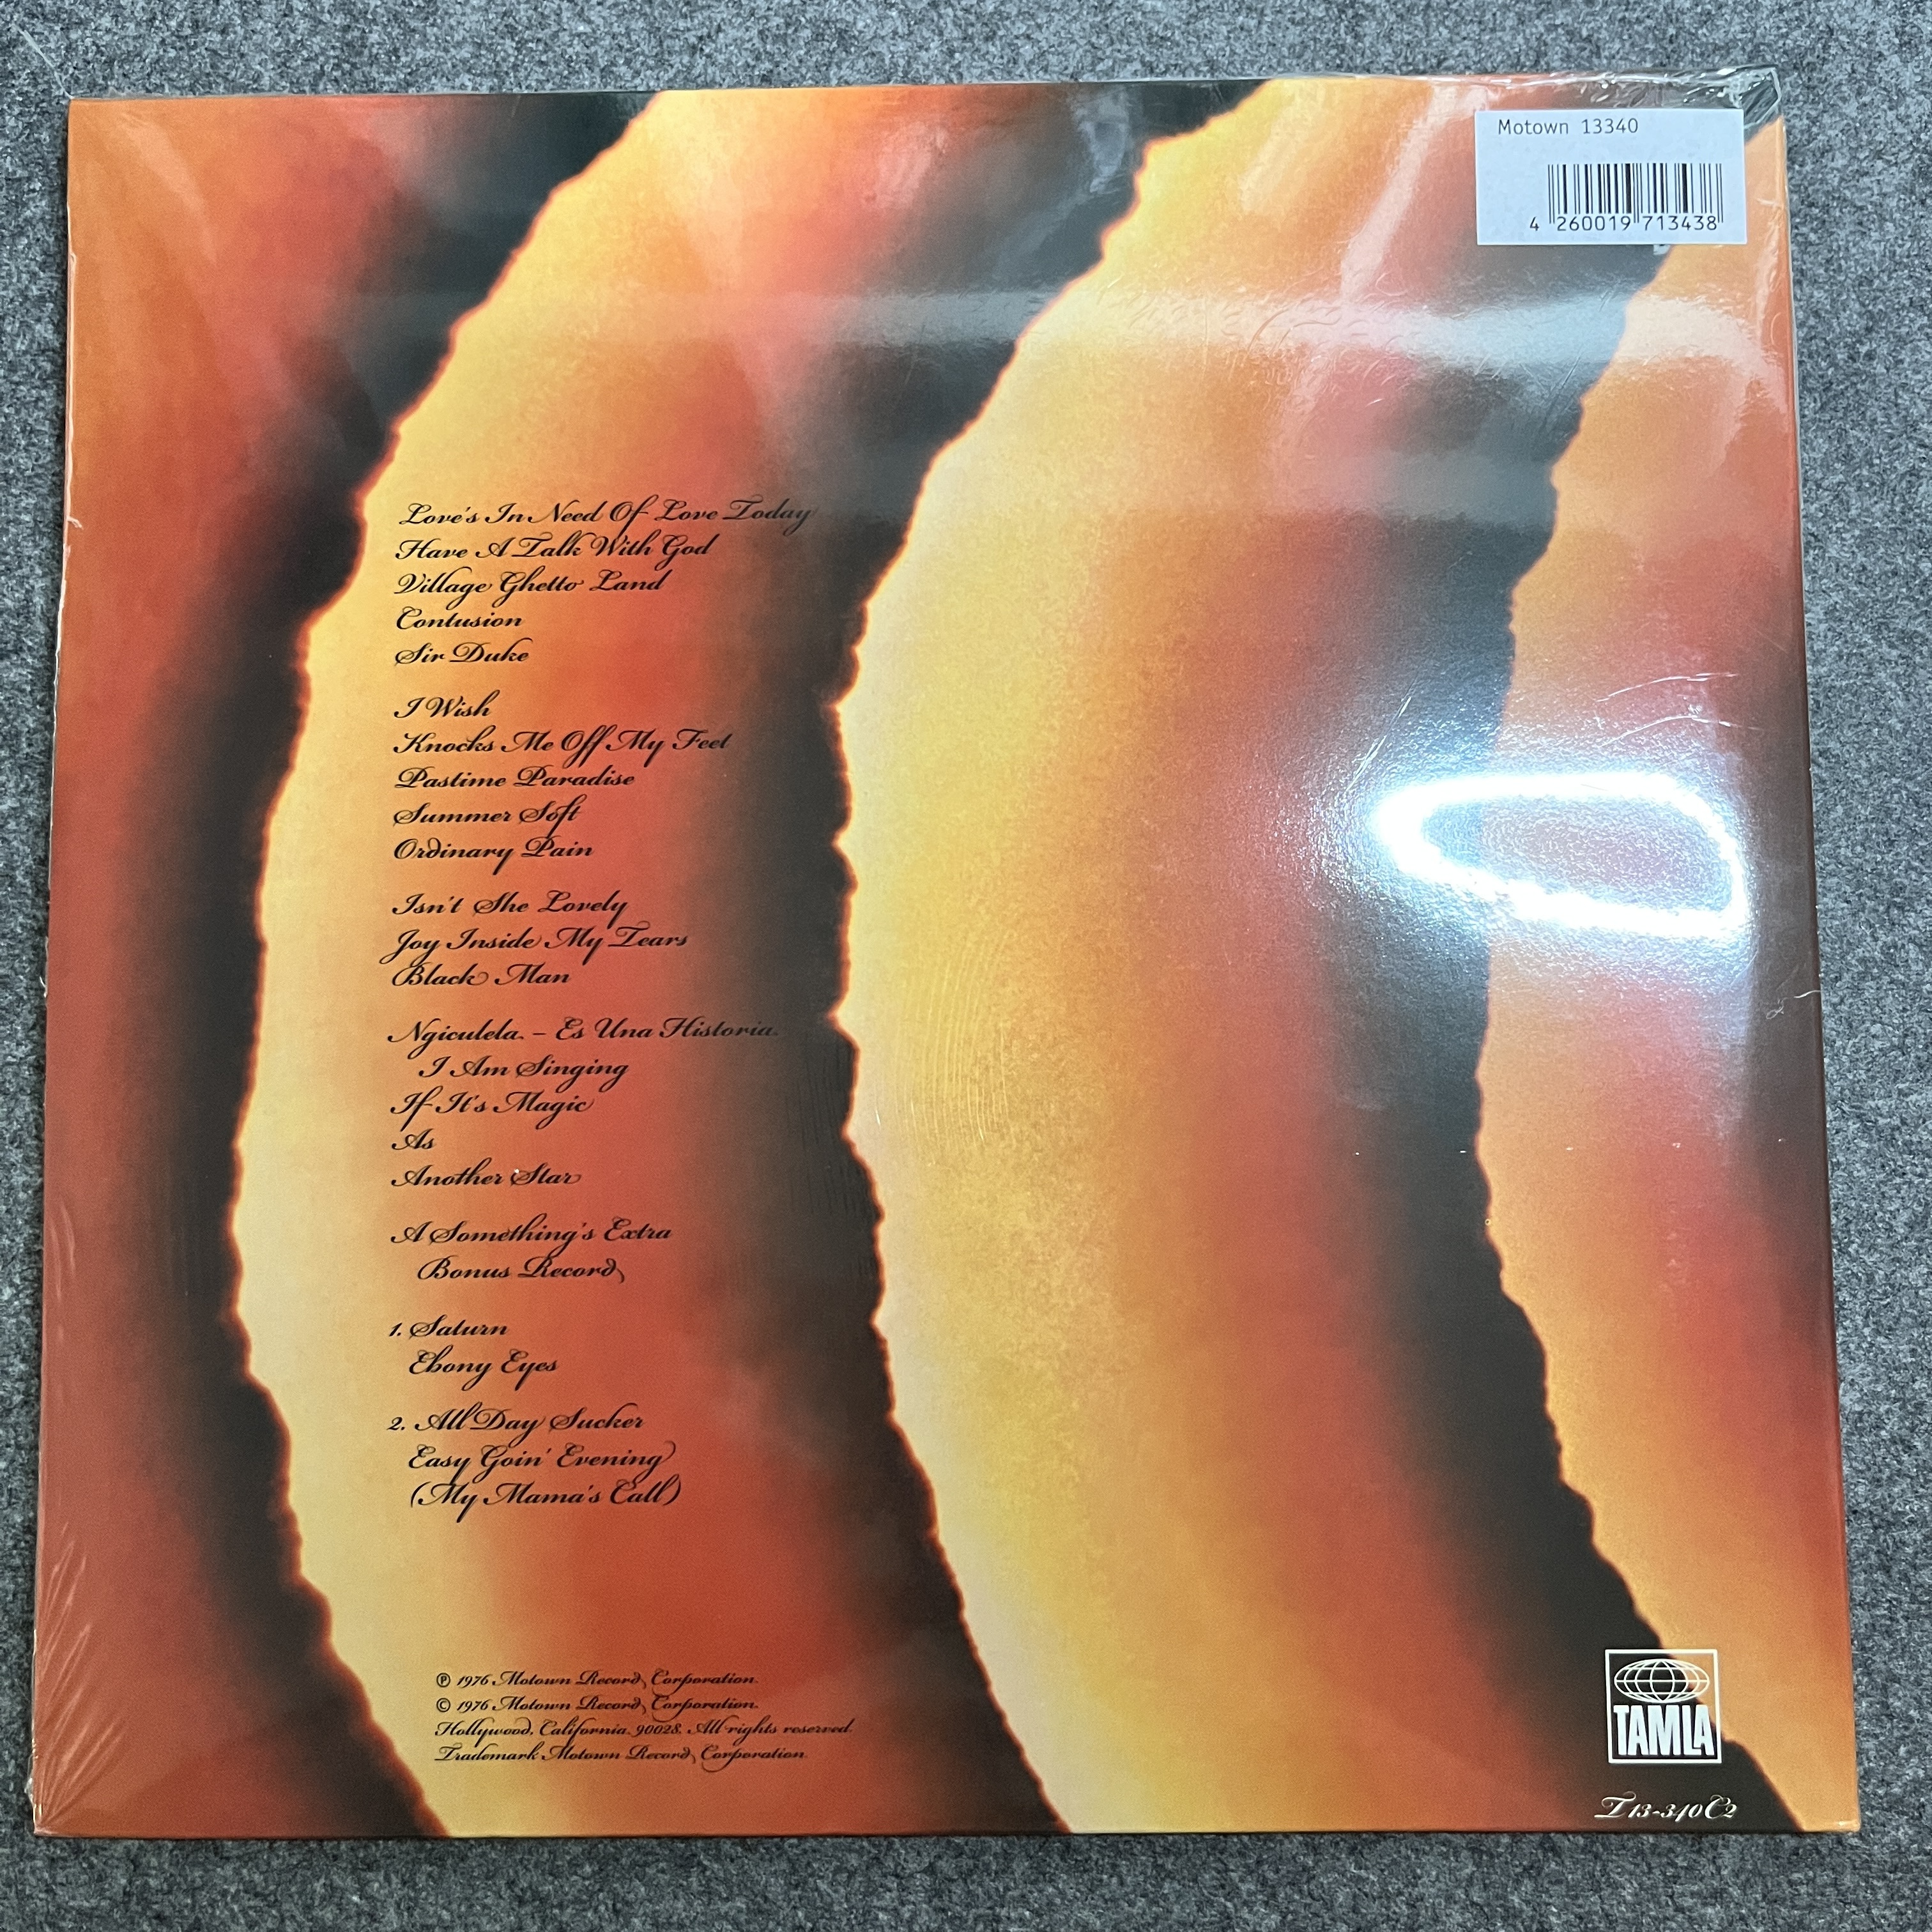 Motown 13340
4 260019 713438
Love's In Need Of Love Today
Have A Talk With God
Village Ghetto Land
Contusion
Sir Duke
I Wish
Knocks Me Off My Feet
Pastime Paradise
Summer Soft
Ordinary Pain
Isn't She Lovely
Joy Inside My Tears
Black Man
Ngiculela – Es Una Historia
I Am Singing
If It's Magic
As
Another Star
A Something's Extra
Bonus Record
1. Saturn
Ebony Eyes
2. All Day Sucker
Easy Goin' Evening
(My Mama's Call)
℗ 1976 Motown Record Corporation.
© 1976 Motown Record Corporation.
Hollywood, California 90028. All rights reserved.
Trademark Motown Record Corporation.
TAMLA
T13-340C2